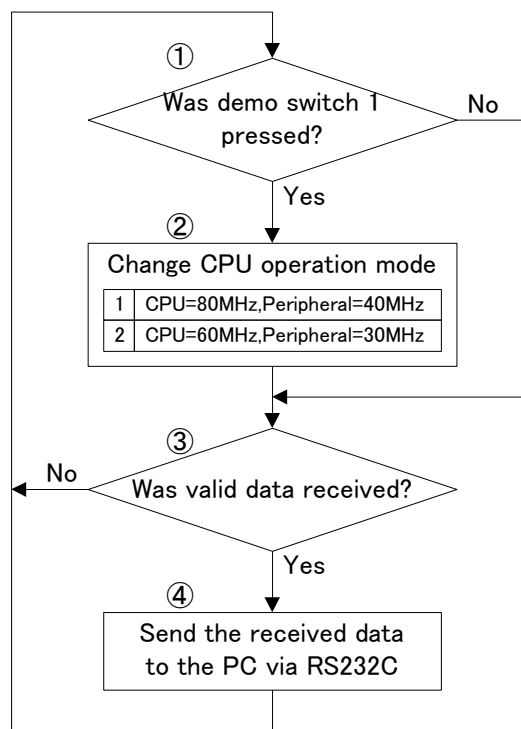 ①
Was demo switch 1
pressed?
No
Yes
②
Change CPU operation mode
1 CPU=80MHz,Peripheral=40MHz
2 CPU=60MHz,Peripheral=30MHz
③
No
Was valid data received?
Yes
④
Send the received data
to the PC via RS232C